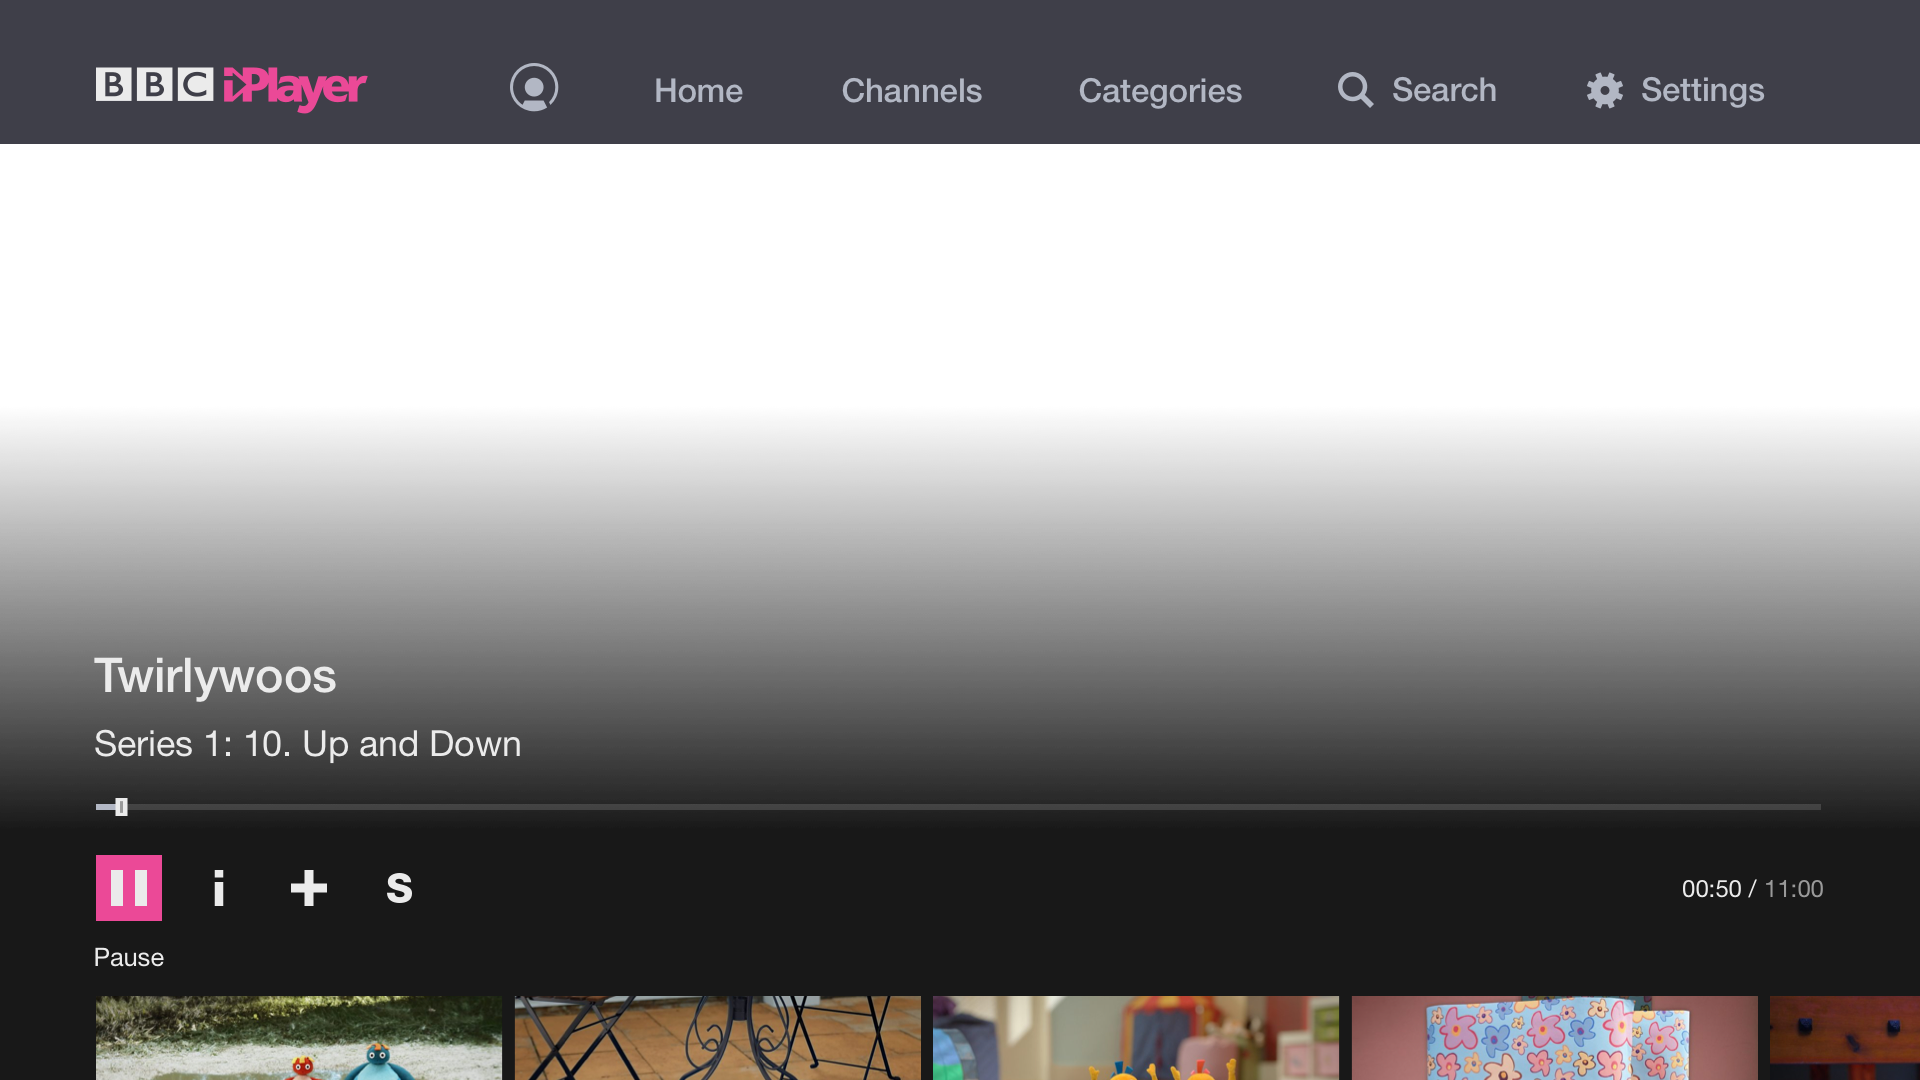 BBC iPlayer Home Channels Categories Search Settings
Twirlywoos
Series 1: 10. Up and Down
i + S 00:50 / 11:00
Pause